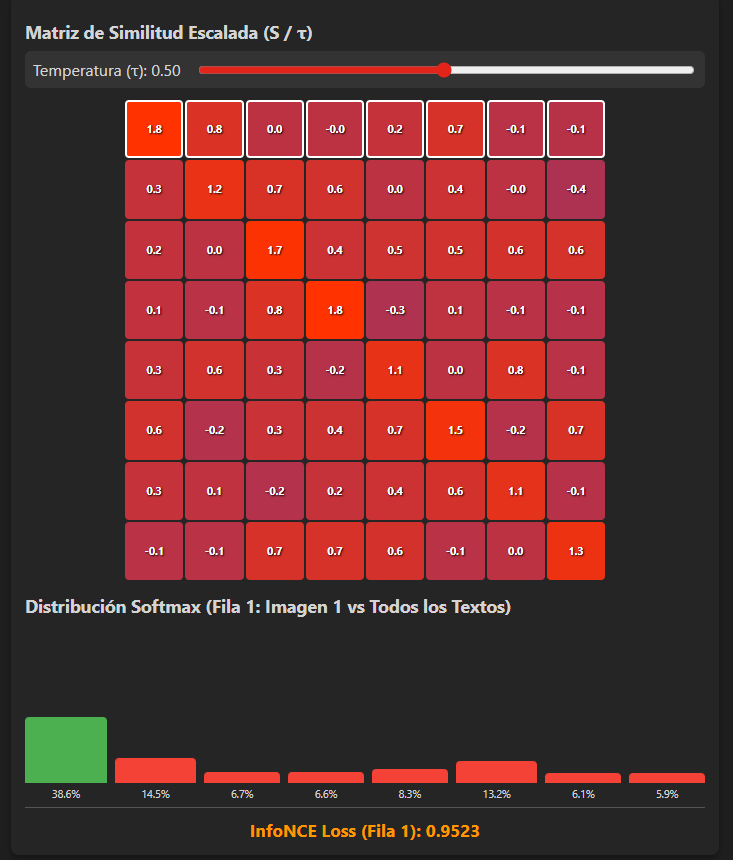 Matriz de Similitud Escalada (S / τ)
Temperatura (τ): 0.50
1.8 0.8 0.0 -0.0 0.2 0.7 -0.1 -0.1
0.3 1.2 0.7 0.6 0.0 0.4 -0.0 -0.4
0.2 0.0 1.7 0.4 0.5 0.5 0.6 0.6
0.1 -0.1 0.8 1.8 -0.3 0.1 -0.1 -0.1
0.3 0.6 0.3 -0.2 1.1 0.0 0.8 -0.1
0.6 -0.2 0.3 0.4 0.7 1.5 -0.2 0.7
0.3 0.1 -0.2 0.2 0.4 0.6 1.1 -0.1
-0.1 -0.1 0.7 0.7 0.6 -0.1 0.0 1.3
Distribución Softmax (Fila 1: Imagen 1 vs Todos los Textos)
38.6% 14.5% 6.7% 6.6% 8.3% 13.2% 6.1% 5.9%
InfoNCE Loss (Fila 1): 0.9523